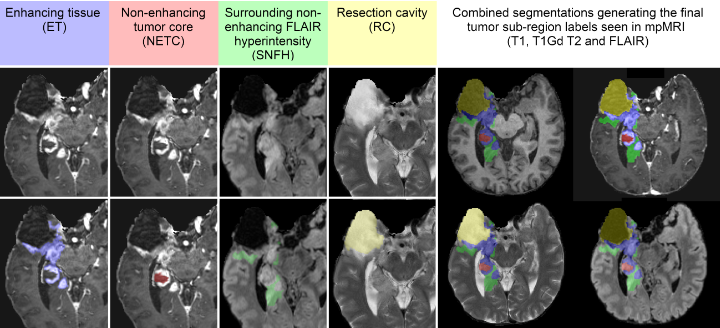 Enhancing tissue
(ET)
Non-enhancing
tumor core
(NETC)
Surrounding non-
enhancing FLAIR
hyperintensity
(SNFH)
Resection cavity
(RC)
Combined segmentations generating the final
tumor sub-region labels seen in mpMRI
(T1, T1Gd T2 and FLAIR)